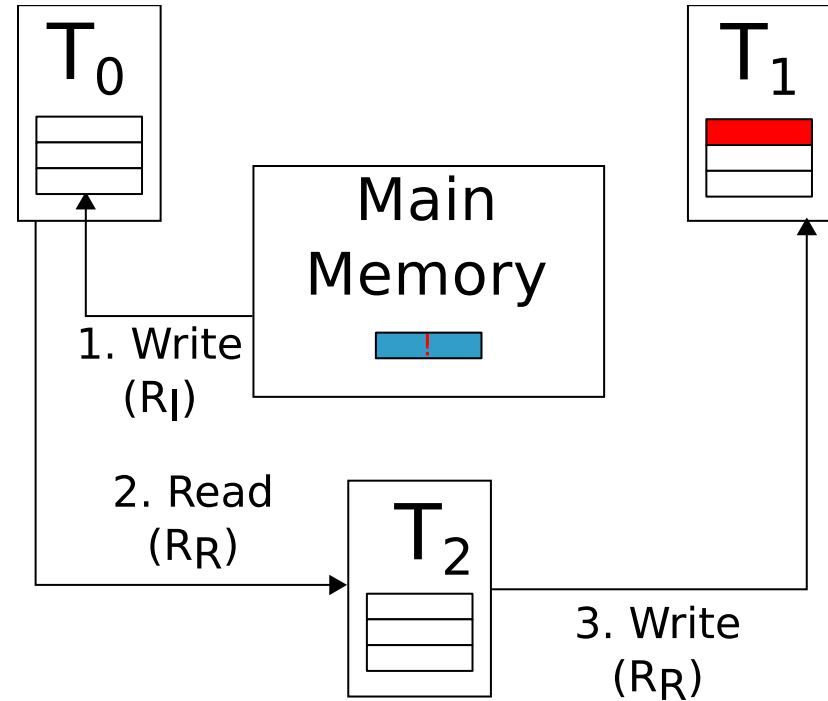 T0
T1
Main
Memory
!
1. Write
(RI)
2. Read
(RR)
T2
3. Write
(RR)